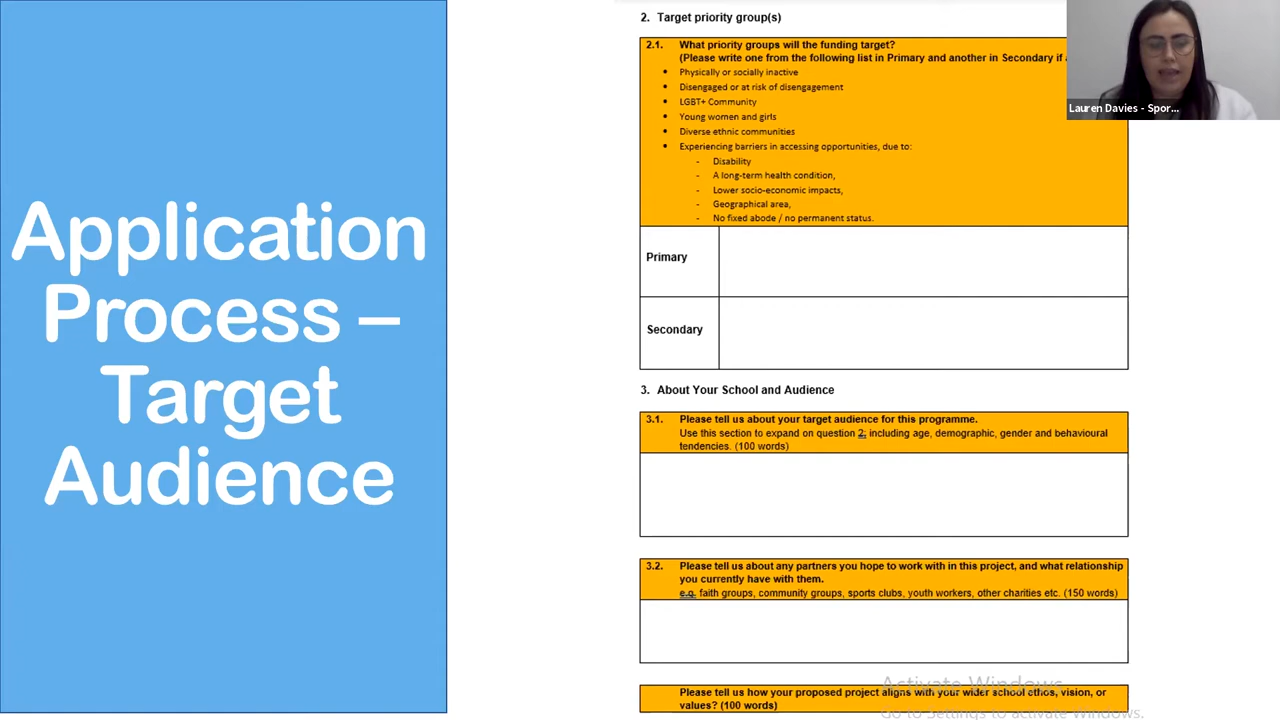 Application
Process –
Target
Audience
2. Target priority group(s)
2.1. What priority groups will the funding target?
(Please write one from the following list in Primary and another in Secondary if
• Physically or socially inactive
• Disengaged or at risk of disengagement
• LGBT+ Community
• Young women and girls
• Diverse ethnic communities
• Experiencing barriers in accessing opportunities, due to:
- Disability
- A long-term health condition,
- Lower socio-economic impacts,
- Geographical area,
- No fixed abode / no permanent status.
Primary
Secondary
3. About Your School and Audience
3.1. Please tell us about your target audience for this programme.
Use this section to expand on question 2; including age, demographic, gender and behavioural
tendencies. (100 words)
3.2. Please tell us about any partners you hope to work with in this project, and what relationship
you currently have with them.
e.g. faith groups, community groups, sports clubs, youth workers, other charities etc. (150 words)
Please tell us how your proposed project aligns with your wider school ethos, vision, or
values? (100 words)
Lauren Davies - Spor...
Activate Windows
Go to Settings to activate Windows.